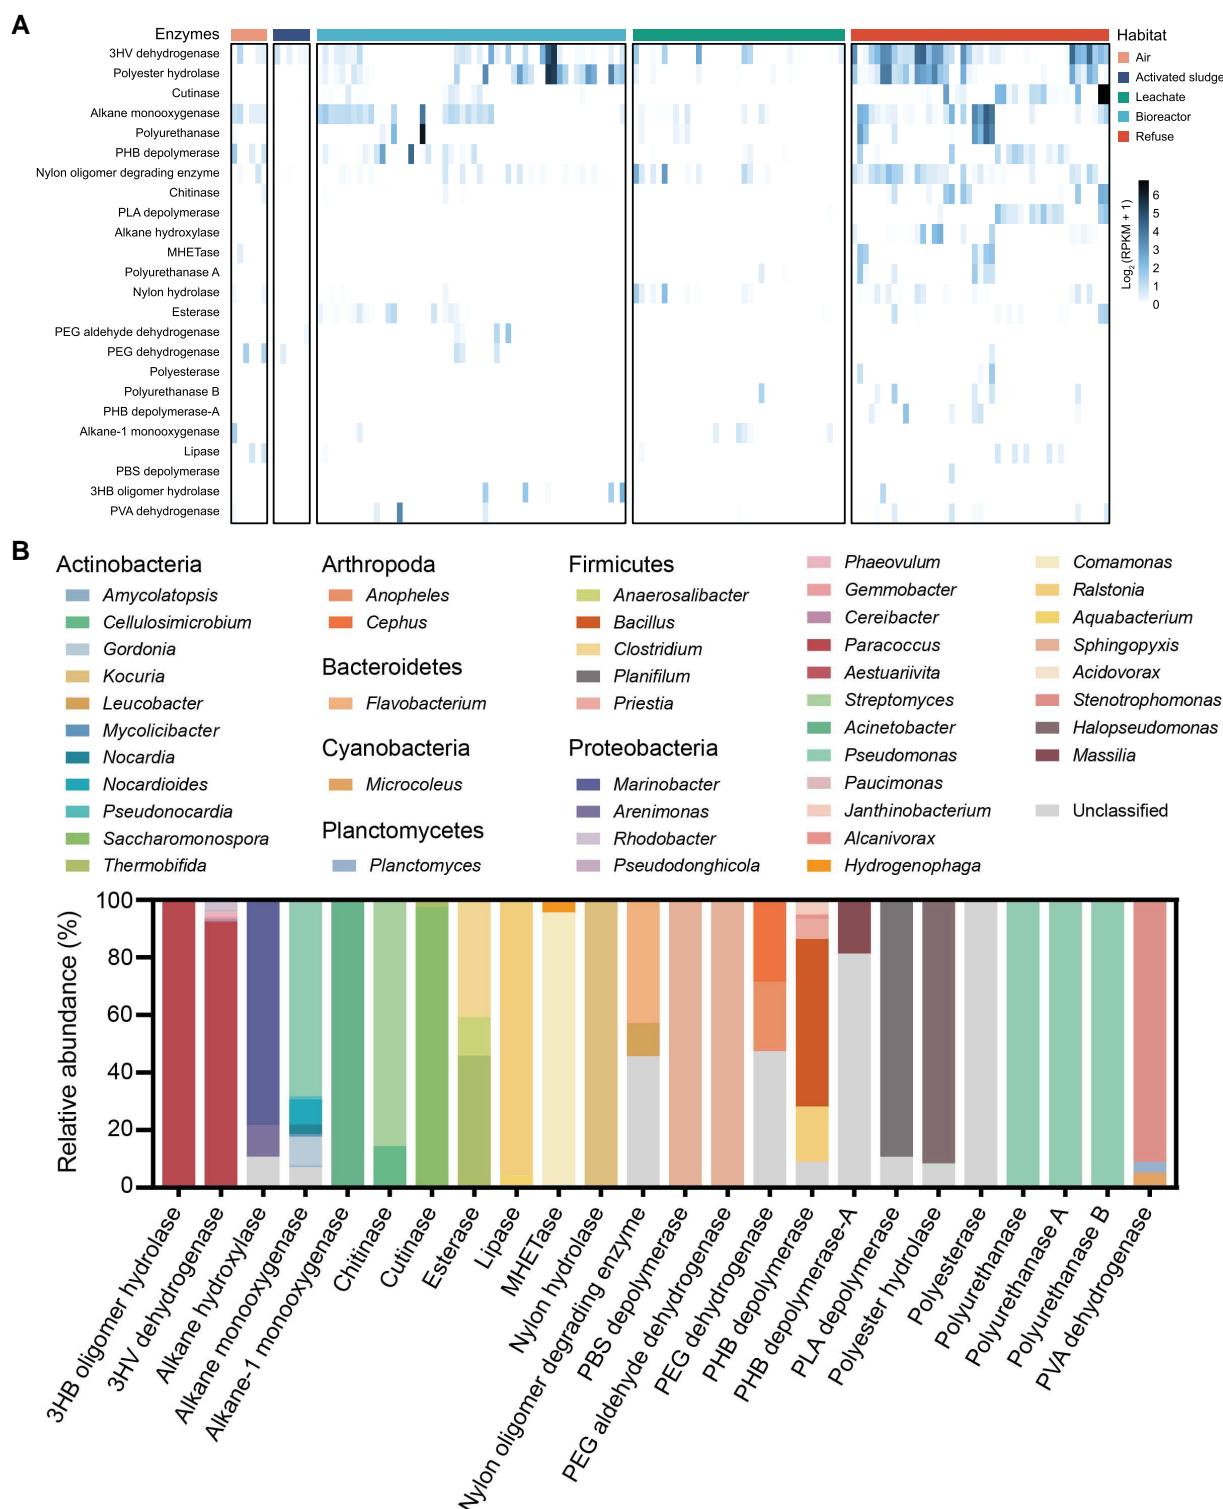 A
Enzymes
3HV dehydrogenase
Polyester hydrolase
Cutinase
Alkane monooxygenase
Polyurethanase
PHB depolymerase
Nylon oligomer degrading enzyme
Chitinase
PLA depolymerase
Alkane hydroxylase
MHETase
Polyurethanase A
Nylon hydrolase
Esterase
PEG aldehyde dehydrogenase
PEG dehydrogenase
Polyesterase
Polyurethanase B
PHB depolymerase-A
Alkane-1 monooxygenase
Lipase
PBS depolymerase
3HB oligomer hydrolase
PVA dehydrogenase
Habitat
Air
Activated sludge
Leachate
Bioreactor
Refuse
Log2 (RPKM + 1)
6
5
4
3
2
1
0
B
Actinobacteria
Amycolatopsis
Cellulosimicrobium
Gordonia
Kocuria
Leucobacter
Mycolicibacter
Nocardia
Nocardioides
Pseudonocardia
Saccharomonospora
Thermobifida
Arthropoda
Anopheles
Cephus
Bacteroidetes
Flavobacterium
Cyanobacteria
Microcoleus
Planctomycetes
Planctomyces
Firmicutes
Anaerosalibacter
Bacillus
Clostridium
Planifilum
Priestia
Proteobacteria
Marinobacter
Arenimonas
Rhodobacter
Pseudodonghicola
Phaeovulum
Gemmobacter
Cereibacter
Paracoccus
Aestuariivita
Streptomyces
Acinetobacter
Pseudomonas
Paucimonas
Janthinobacterium
Alcanivorax
Hydrogenophaga
Comamonas
Ralstonia
Aquabacterium
Sphingopyxis
Acidovorax
Stenotrophomonas
Halopseudomonas
Massilia
Unclassified
Relative abundance (%)
100
80
60
40
20
0
3HB oligomer hydrolase
3HV dehydrogenase
Alkane hydroxylase
Alkane monooxygenase
Alkane-1 monooxygenase
Chitinase
Cutinase
Esterase
Lipase
MHETase
Nylon hydrolase
Nylon oligomer degrading enzyme
PBS depolymerase
PEG aldehyde dehydrogenase
PEG dehydrogenase
PHB depolymerase
PHB depolymerase-A
PLA depolymerase
Polyester hydrolase
Polyesterase
Polyurethanase
Polyurethanase A
Polyurethanase B
PVA dehydrogenase